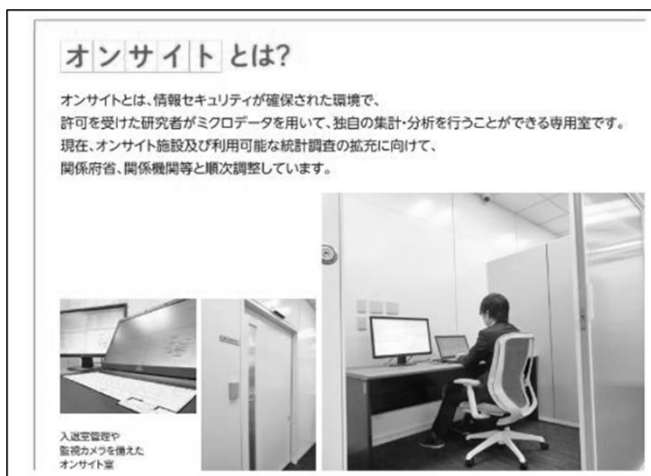 オンサイトとは?
オンサイトとは、情報セキュリティが確保された環境で、
許可を受けた研究者がミクロデータを用いて、独自の集計・分析を行うことができる専用室です。
現在、オンサイト施設及び利用可能な統計調査の拡充に向けて、
関係府省、関係機関等と順次調整しています。
入退室管理や
監視カメラを備えた
オンサイト室